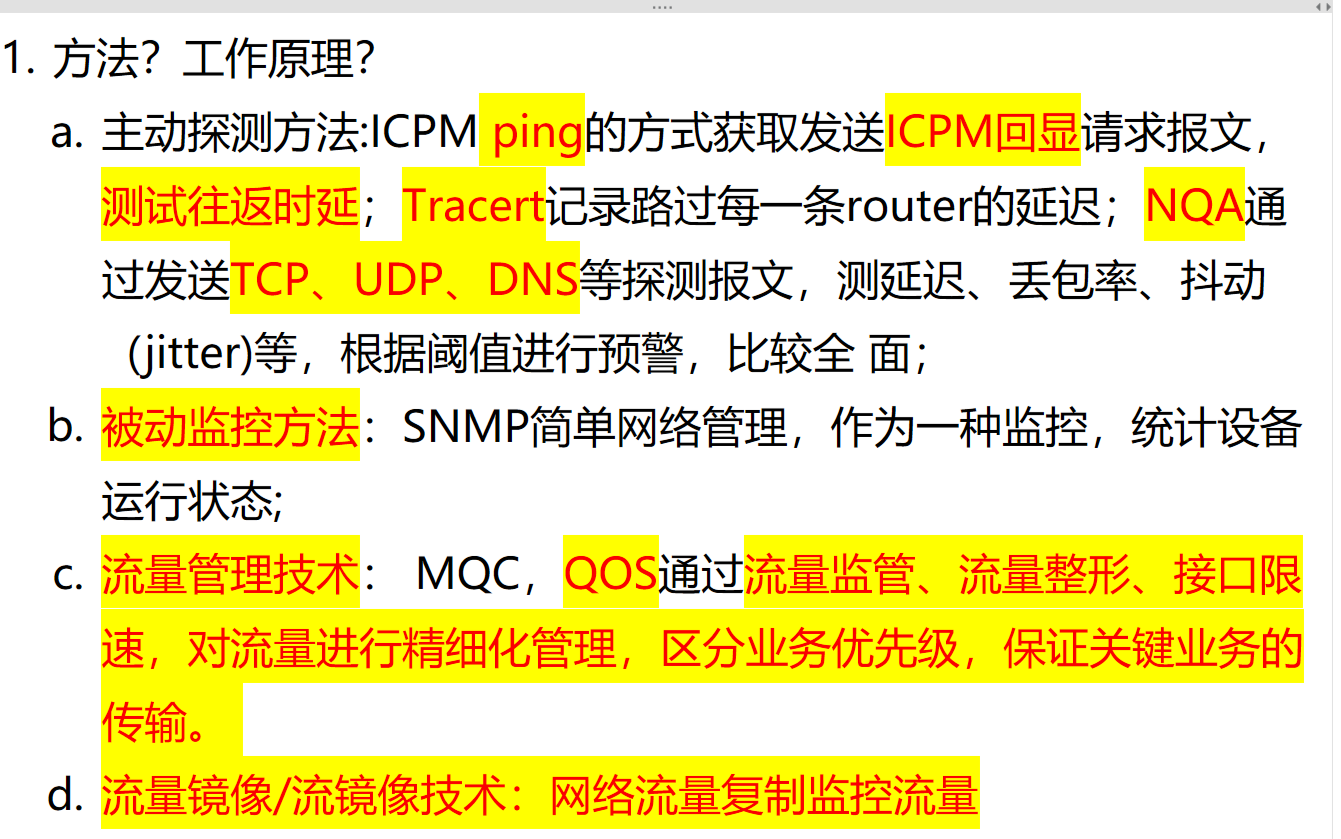 1. 方法？工作原理？
a. 主动探测方法:ICPM ping的方式获取发送ICPM回显请求报文，
测试往返时延；Tracert记录路过每一条router的延迟；NQA通
过发送TCP、UDP、DNS等探测报文，测延迟、丢包率、抖动
(jitter)等，根据阈值进行预警，比较全 面；
b. 被动监控方法：SNMP简单网络管理，作为一种监控，统计设备
运行状态;
c. 流量管理技术： MQC，QOS通过流量监管、流量整形、接口限
速，对流量进行精细化管理，区分业务优先级，保证关键业务的
传输。
d. 流量镜像/流镜像技术：网络流量复制监控流量